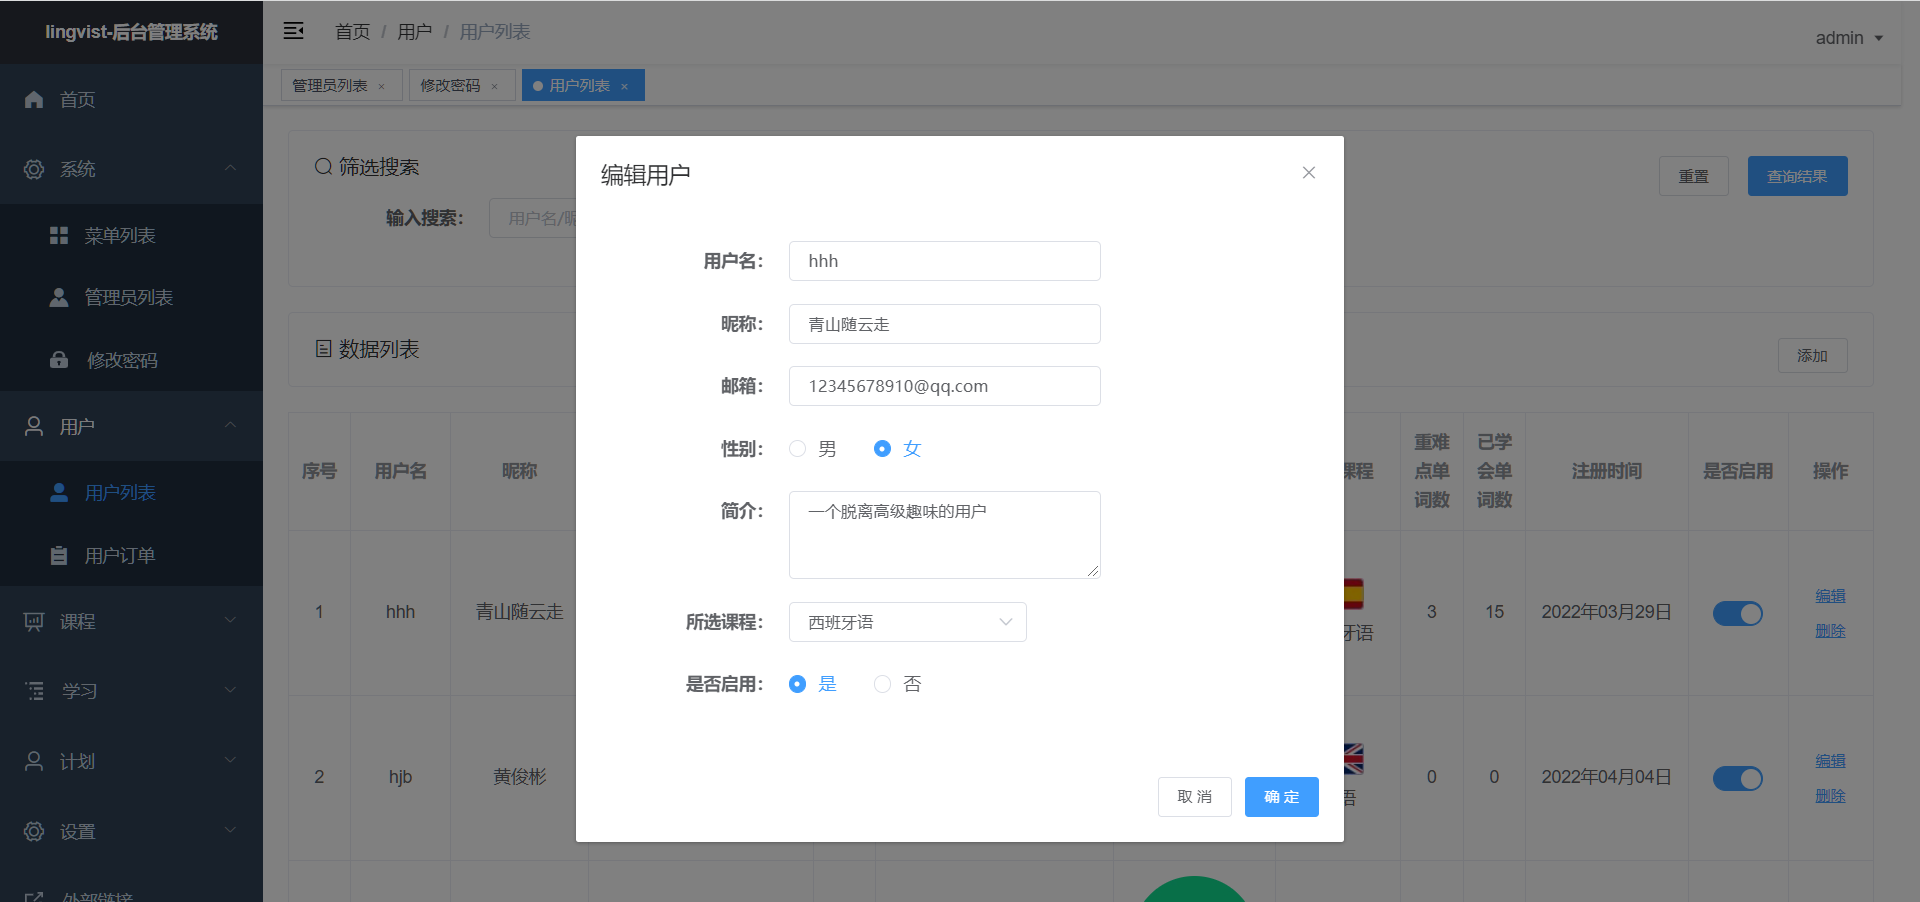 lingvist-后台管理系统
首页
系统
菜单列表
管理员列表
修改密码
用户
用户列表
用户订单
课程
学习
计划
设置
外部链接
首页 / 用户 / 用户列表
admin
管理员列表 ×
修改密码 ×
用户列表 ×
筛选搜索
重置
查询结果
输入搜索：
用户名/昵
数据列表
添加
序号 用户名 昵称 课程 重难点单词数 已学会单词数 注册时间 是否启用 操作
1 hhh 青山随云走 牙语 3 15 2022年03月29日 编辑 删除
2 hjb 黄俊彬 语 0 0 2022年04月04日 编辑 删除
编辑用户
用户名： hhh
昵称： 青山随云走
邮箱： 12345678910@qq.com
性别： 男 女
简介： 一个脱离高级趣味的用户
所选课程： 西班牙语
是否启用： 是 否
取 消
确 定